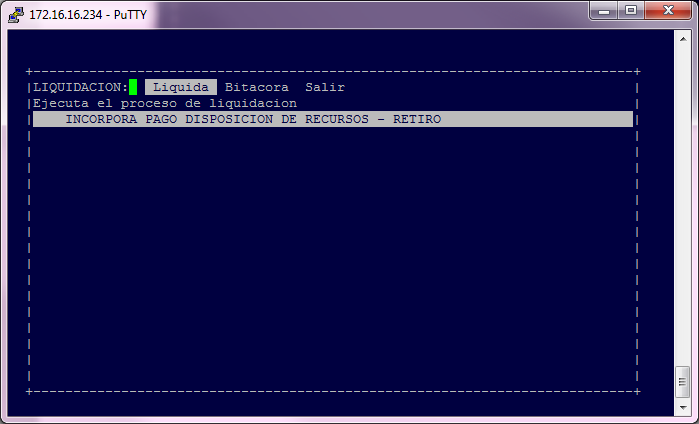 172.16.16.234 - PuTTY
LIQUIDACION: Liquida Bitacora Salir
Ejecuta el proceso de liquidacion
INCORPORA PAGO DISPOSICION DE RECURSOS - RETIRO